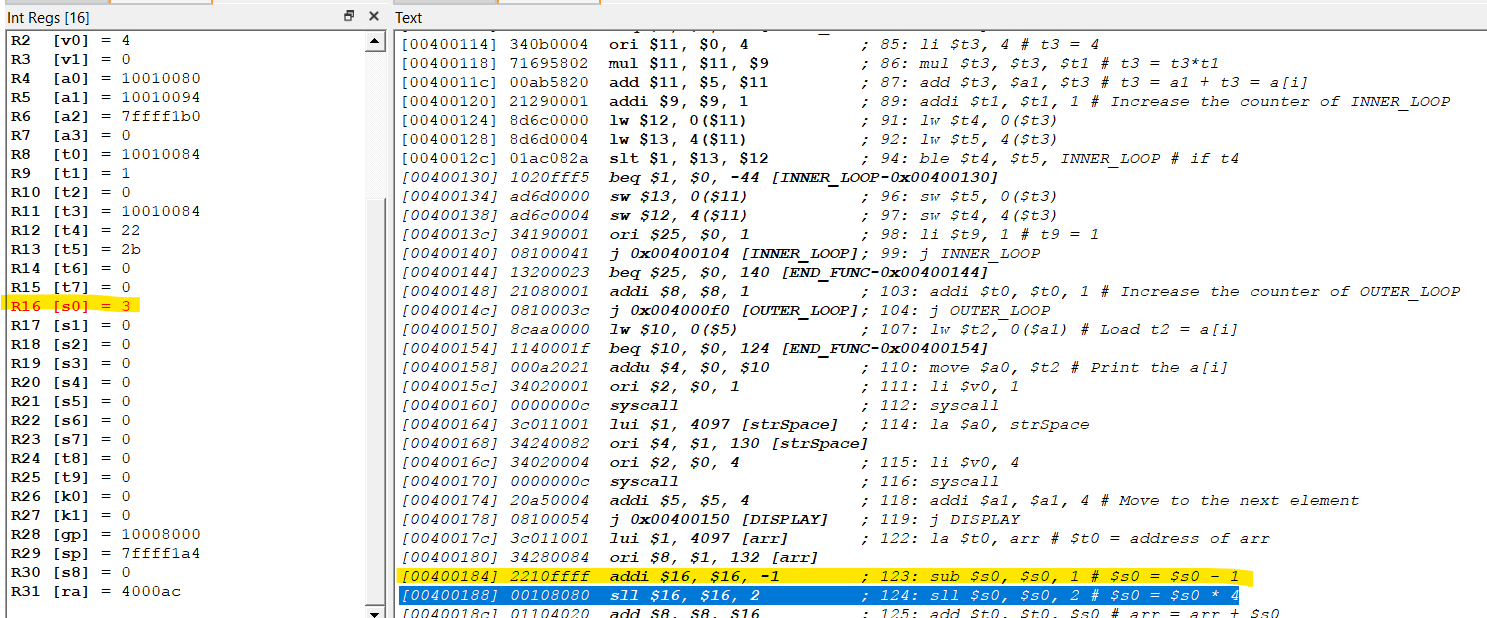 Int Regs [16]
R2 [v0] = 4
R3 [v1] = 0
R4 [a0] = 10010080
R5 [a1] = 10010094
R6 [a2] = 7ffff1b0
R7 [a3] = 0
R8 [t0] = 10010084
R9 [t1] = 1
R10 [t2] = 0
R11 [t3] = 10010084
R12 [t4] = 22
R13 [t5] = 2b
R14 [t6] = 0
R15 [t7] = 0
R16 [s0] = 3
R17 [s1] = 0
R18 [s2] = 0
R19 [s3] = 0
R20 [s4] = 0
R21 [s5] = 0
R22 [s6] = 0
R23 [s7] = 0
R24 [t8] = 0
R25 [t9] = 0
R26 [k0] = 0
R27 [k1] = 0
R28 [gp] = 10008000
R29 [sp] = 7ffff1a4
R30 [s8] = 0
R31 [ra] = 4000ac
Text
[00400114] 340b0004 ori $11, $0, 4 ; 85: li $t3, 4 # t3 = 4
[00400118] 71695802 mul $11, $11, $9 ; 86: mul $t3, $t3, $t1 # t3 = t3*t1
[0040011c] 00ab5820 add $11, $5, $11 ; 87: add $t3, $a1, $t3 # t3 = a1 + t3 = a[i]
[00400120] 21290001 addi $9, $9, 1 ; 89: addi $t1, $t1, 1 # Increase the counter of INNER_LOOP
[00400124] 8d6c0000 lw $12, 0($11) ; 91: lw $t4, 0($t3)
[00400128] 8d6d0004 lw $13, 4($11) ; 92: lw $t5, 4($t3)
[0040012c] 01ac082a slt $1, $13, $12 ; 94: ble $t4, $t5, INNER_LOOP # if t4
[00400130] 1020fff5 beq $1, $0, -44 [INNER_LOOP-0x00400130]
[00400134] ad6d0000 sw $13, 0($11) ; 96: sw $t5, 0($t3)
[00400138] ad6c0004 sw $12, 4($11) ; 97: sw $t4, 4($t3)
[0040013c] 34190001 ori $25, $0, 1 ; 98: li $t9, 1 # t9 = 1
[00400140] 08100041 j 0x00400104 [INNER_LOOP]; 99: j INNER_LOOP
[00400144] 13200023 beq $25, $0, 140 [END_FUNC-0x00400144]
[00400148] 21080001 addi $8, $8, 1 ; 103: addi $t0, $t0, 1 # Increase the counter of OUTER_LOOP
[0040014c] 0810003c j 0x004000f0 [OUTER_LOOP]; 104: j OUTER_LOOP
[00400150] 8caa0000 lw $10, 0($5) ; 107: lw $t2, 0($a1) # Load t2 = a[i]
[00400154] 1140001f beq $10, $0, 124 [END_FUNC-0x00400154]
[00400158] 000a2021 addu $4, $0, $10 ; 110: move $a0, $t2 # Print the a[i]
[0040015c] 34020001 ori $2, $0, 1 ; 111: li $v0, 1
[00400160] 0000000c syscall ; 112: syscall
[00400164] 3c011001 lui $1, 4097 [strSpace] ; 114: la $a0, strSpace
[00400168] 34240082 ori $4, $1, 130 [strSpace]
[0040016c] 34020004 ori $2, $0, 4 ; 115: li $v0, 4
[00400170] 0000000c syscall ; 116: syscall
[00400174] 20a50004 addi $5, $5, 4 ; 118: addi $a1, $a1, 4 # Move to the next element
[00400178] 08100054 j 0x00400150 [DISPLAY] ; 119: j DISPLAY
[0040017c] 3c011001 lui $1, 4097 [arr] ; 122: la $t0, arr # $t0 = address of arr
[00400180] 34280084 ori $8, $1, 132 [arr]
[00400184] 2210ffff addi $16, $16, -1 ; 123: sub $s0, $s0, 1 # $s0 = $s0 - 1
[00400188] 00108080 sll $16, $16, 2 ; 124: sll $s0, $s0, 2 # $s0 = $s0 * 4
[0040018c] 01104020 add $8, $8, $16 ; 125: add $t0, $t0, $s0 # arr = arr + $s0